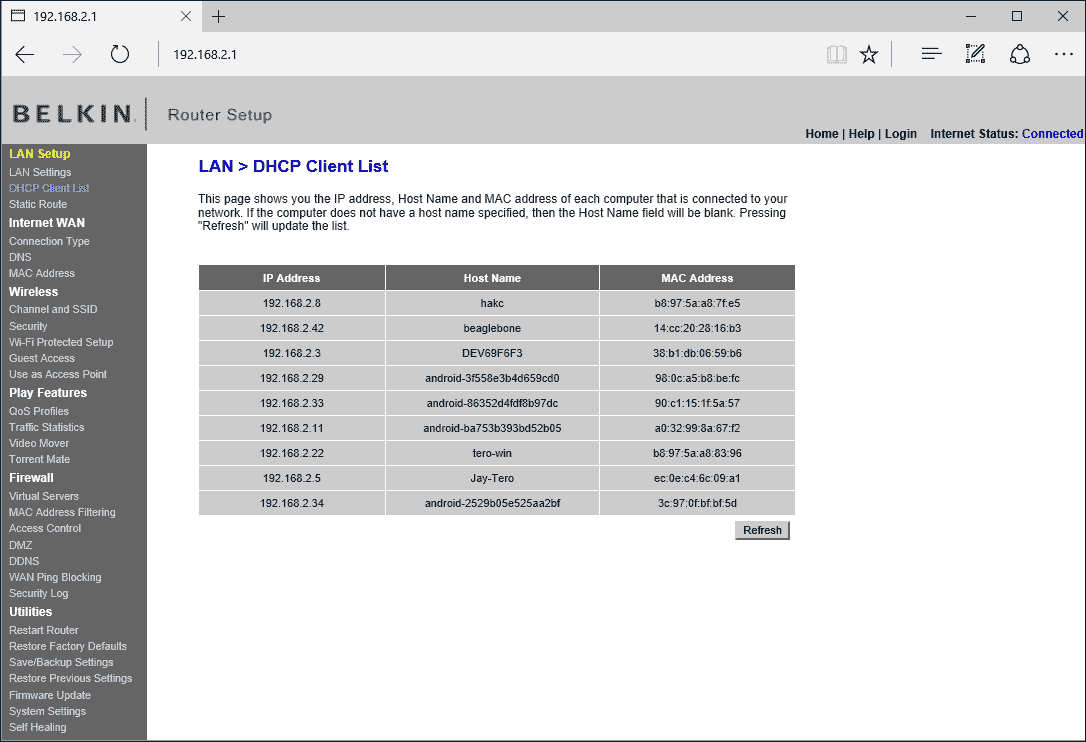 192.168.2.1
192.168.2.1
BELKIN. Router Setup
Home | Help | Login Internet Status: Connected
LAN Setup
LAN Settings
DHCP Client List
Static Route
Internet WAN
Connection Type
DNS
MAC Address
Wireless
Channel and SSID
Security
Wi-Fi Protected Setup
Guest Access
Use as Access Point
Play Features
QoS Profiles
Traffic Statistics
Video Mover
Torrent Mate
Firewall
Virtual Servers
MAC Address Filtering
Access Control
DMZ
DDNS
WAN Ping Blocking
Security Log
Utilities
Restart Router
Restore Factory Defaults
Save/Backup Settings
Restore Previous Settings
Firmware Update
System Settings
Self Healing
LAN > DHCP Client List
This page shows you the IP address, Host Name and MAC address of each computer that is connected to your
network. If the computer does not have a host name specified, then the Host Name field will be blank. Pressing
"Refresh" will update the list.
IP Address Host Name MAC Address
192.168.2.8 hakc b8:97:5a:a8:7f:e5
192.168.2.42 beaglebone 14:cc:20:28:16:b3
192.168.2.3 DEV69F6F3 38:b1:db:06:59:b6
192.168.2.29 android-3f558e3b4d659cd0 98:0c:a5:b8:be:fc
192.168.2.33 android-86352d4fdf8b97dc 90:c1:15:1f:5a:57
192.168.2.11 android-ba753b393bd52b05 a0:32:99:8a:67:f2
192.168.2.22 tero-win b8:97:5a:a8:83:96
192.168.2.5 Jay-Tero ec:0e:c4:6c:09:a1
192.168.2.34 android-2529b05e525aa2bf 3c:97:0f:bf:bf:5d
Refresh